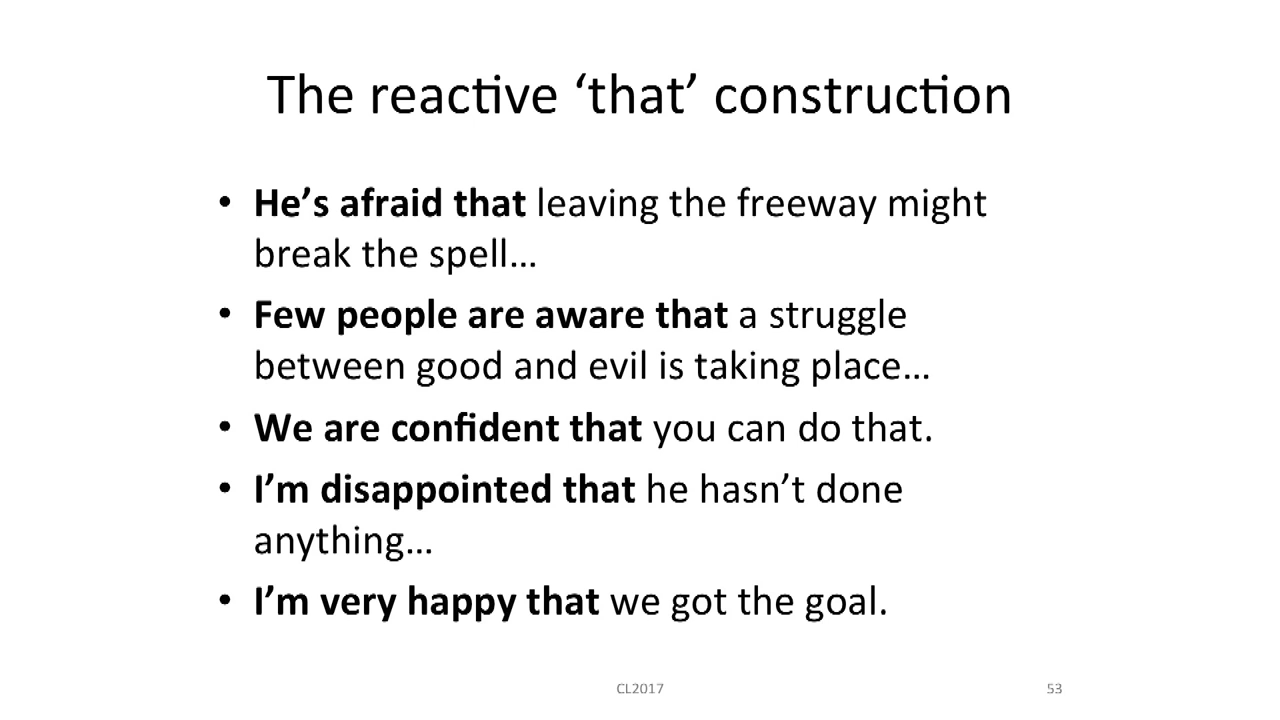 The reactive ‘that’ construction
• He’s afraid that leaving the freeway might
break the spell…
• Few people are aware that a struggle
between good and evil is taking place…
• We are confident that you can do that.
• I’m disappointed that he hasn’t done
anything…
• I’m very happy that we got the goal.
CL2017
53